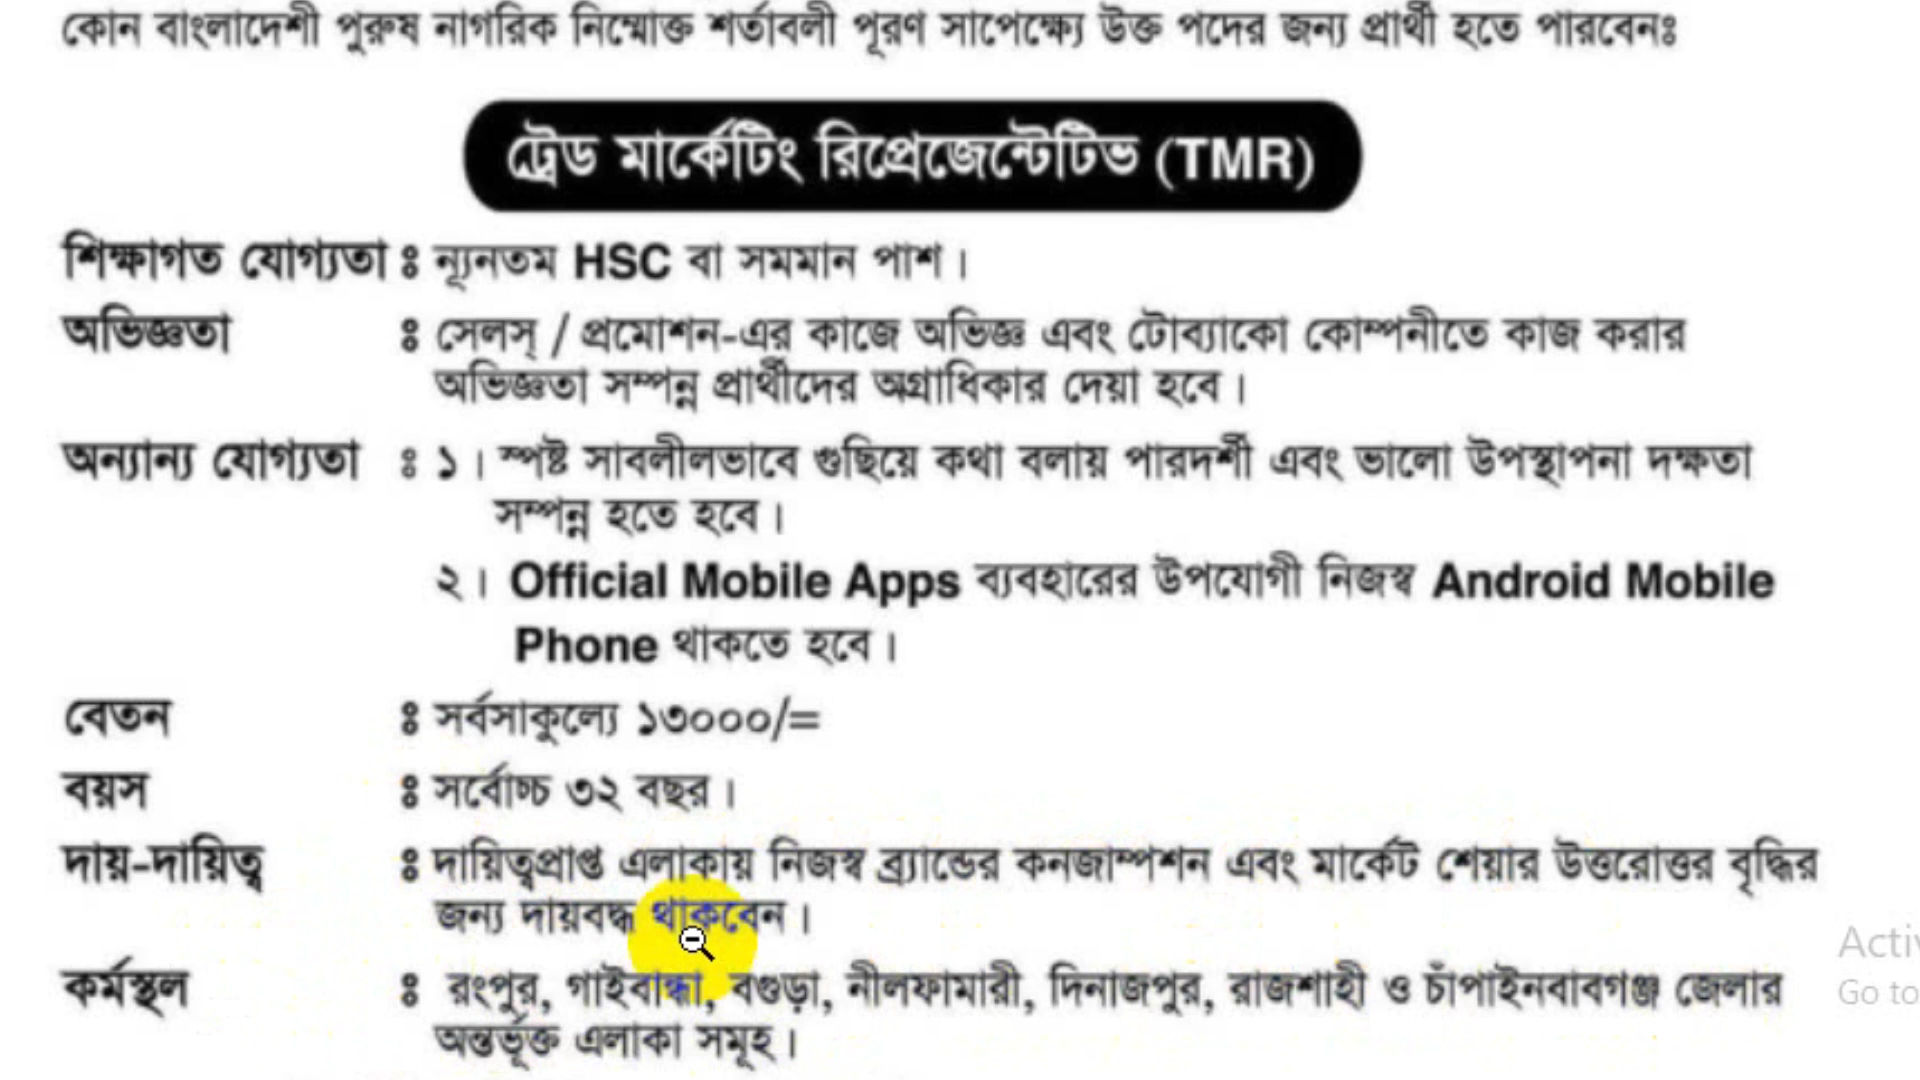 কোন বাংলাদেশী পুরুষ নাগরিক নিম্মোক্ত শর্তাবলী পূরণ সাপেক্ষ্যে উক্ত পদের জন্য প্রার্থী হতে পারবেনঃ
ট্রেড মার্কেটিং রিপ্রেজেন্টেটিভ (TMR)
শিক্ষাগত যোগ্যতা ঃ ন্যূনতম HSC বা সমমান পাশ।
অভিজ্ঞতা ঃ সেলস্ / প্রমোশন-এর কাজে অভিজ্ঞ এবং টোব্যাকো কোম্পনীতে কাজ করার
অভিজ্ঞতা সম্পন্ন প্রার্থীদের অগ্রাধিকার দেয়া হবে।
অন্যান্য যোগ্যতা ঃ ১। স্পষ্ট সাবলীলভাবে গুছিয়ে কথা বলায় পারদর্শী এবং ভালো উপস্থাপনা দক্ষতা
সম্পন্ন হতে হবে।
২। Official Mobile Apps ব্যবহারের উপযোগী নিজস্ব Android Mobile
Phone থাকতে হবে।
বেতন ঃ সর্বসাকুল্যে ১৩০০০/=
বয়স ঃ সর্বোচ্চ ৩২ বছর।
দায়-দায়িত্ব ঃ দায়িত্বপ্রাপ্ত এলাকায় নিজস্ব ব্র্যান্ডের কনজাম্পশন এবং মার্কেট শেয়ার উত্তরোত্তর বৃদ্ধির
জন্য দায়বদ্ধ থাকবেন।
কর্মস্থল ঃ রংপুর, গাইবান্ধা, বগুড়া, নীলফামারী, দিনাজপুর, রাজশাহী ও চাঁপাইনবাবগঞ্জ জেলার
অন্তর্ভূক্ত এলাকা সমূহ।
Go to